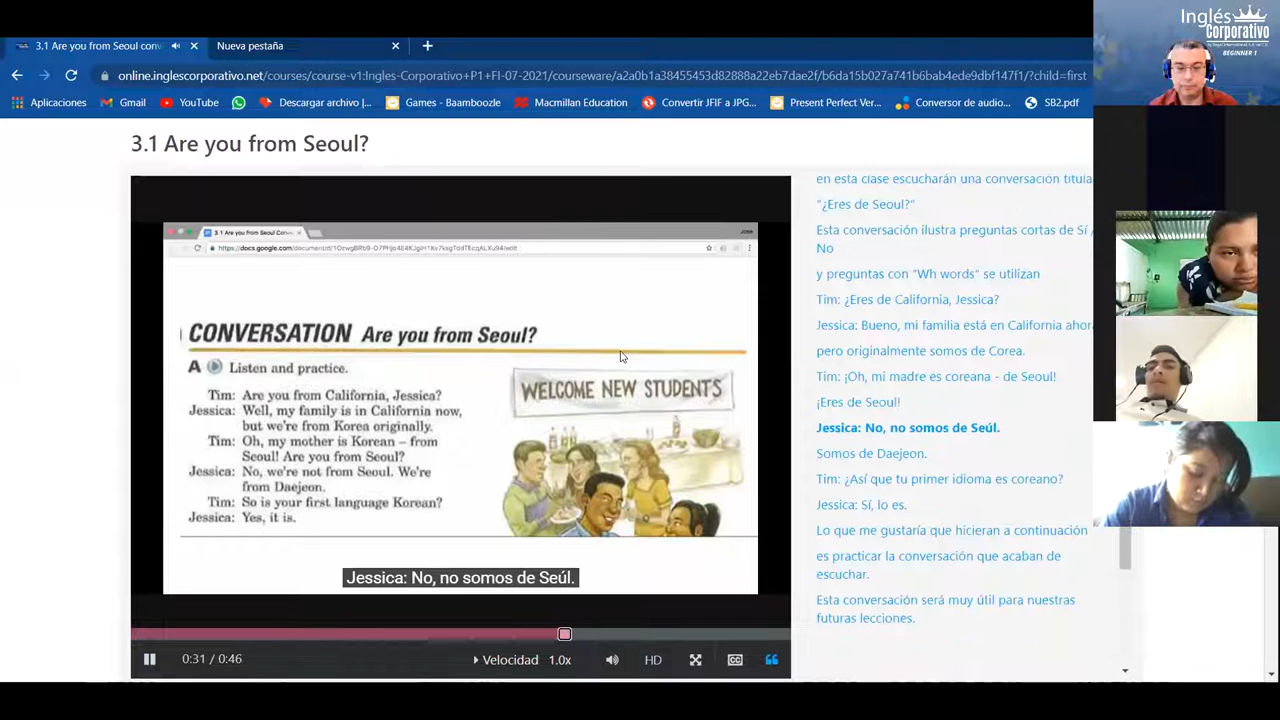 3.1 Are you from Seoul conv
Nueva pestaña
Inglés
Corporativo
BEGINNER 1
online.inglescorporativo.net/courses/course-v1:Ingles-Corporativo+P1+FI-07-2021/courseware/a2a0b1a38455453d82888a22eb7dae2f/b6da15b027a741b6bab4ede9dbf147f1/?child=first
Aplicaciones
Gmail
YouTube
Descargar archivo |...
Games - Baamboozle
Macmillan Education
Convertir JFIF a JPG...
Present Perfect Ver...
Conversor de audio...
SB2.pdf
3.1 Are you from Seoul?
3.1 Are you from Seoul Conve
CONVERSATION Are you from Seoul?
A Listen and practice.
Tim: Are you from California, Jessica?
Jessica: Well, my family is in California now,
but we're from Korea originally.
Tim: Oh, my mother is Korean – from
Seoul! Are you from Seoul?
Jessica: No, we're not from Seoul. We're
from Daejeon.
Tim: So is your first language Korean?
Jessica: Yes, it is.
WELCOME NEW STUDENTS
Jessica: No, no somos de Seúl.
0:31 / 0:46
Velocidad 1.0x
HD
CC
en esta clase escucharán una conversación titula
"¿Eres de Seoul?"
Esta conversación ilustra preguntas cortas de Sí /
No
y preguntas con "Wh words" se utilízan
Tim: ¿Eres de California, Jessica?
Jessica: Bueno, mi familia está en California ahor
pero originalmente somos de Corea.
Tim: ¡Oh, mi madre es coreana - de Seoul!
¡Eres de Seoul!
Jessica: No, no somos de Seúl.
Somos de Daejeon.
Tim: ¿Así que tu primer idioma es coreano?
Jessica: Sí, lo es.
Lo que me gustaría que hicieran a continuación
es practicar la conversación que acaban de
escuchar.
Esta conversación será muy útil para nuestras
futuras lecciones.